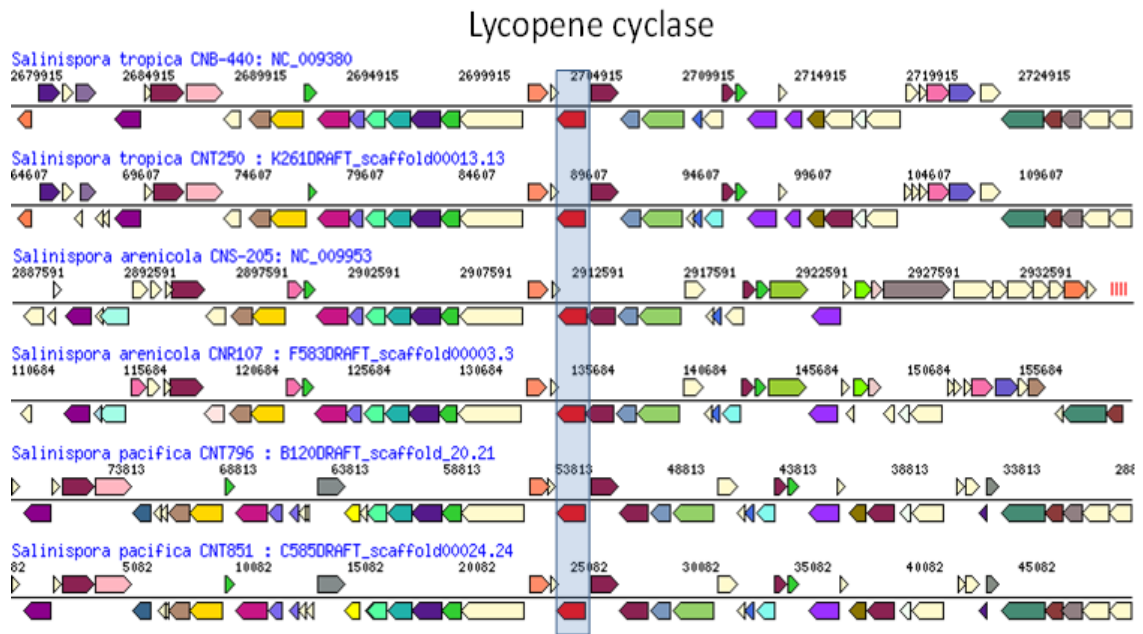 Lycopene cyclase
Salinispora tropica CNB-440: NC_009380
2679915 2684915 2689915 2694915 2699915 2704915 2709915 2714915 2719915 2724915
Salinispora tropica CNT250 : K261DRAFT_scaffold00013.13
64607 69607 74607 79607 84607 89607 94607 99607 104607 109607
Salinispora arenicola CNS-205: NC_009953
2887591 2892591 2897591 2902591 2907591 2912591 2917591 2922591 2927591 2932591
Salinispora arenicola CNR107 : F583DRAFT_scaffold00003.3
110684 115684 120684 125684 130684 135684 140684 145684 150684 155684
Salinispora pacifica CNT796 : B120DRAFT_scaffold_20.21
73813 68813 63813 58813 53813 48813 43813 38813 33813 288
Salinispora pacifica CNT851 : C585DRAFT_scaffold00024.24
82 5082 10082 15082 20082 25082 30082 35082 40082 45082